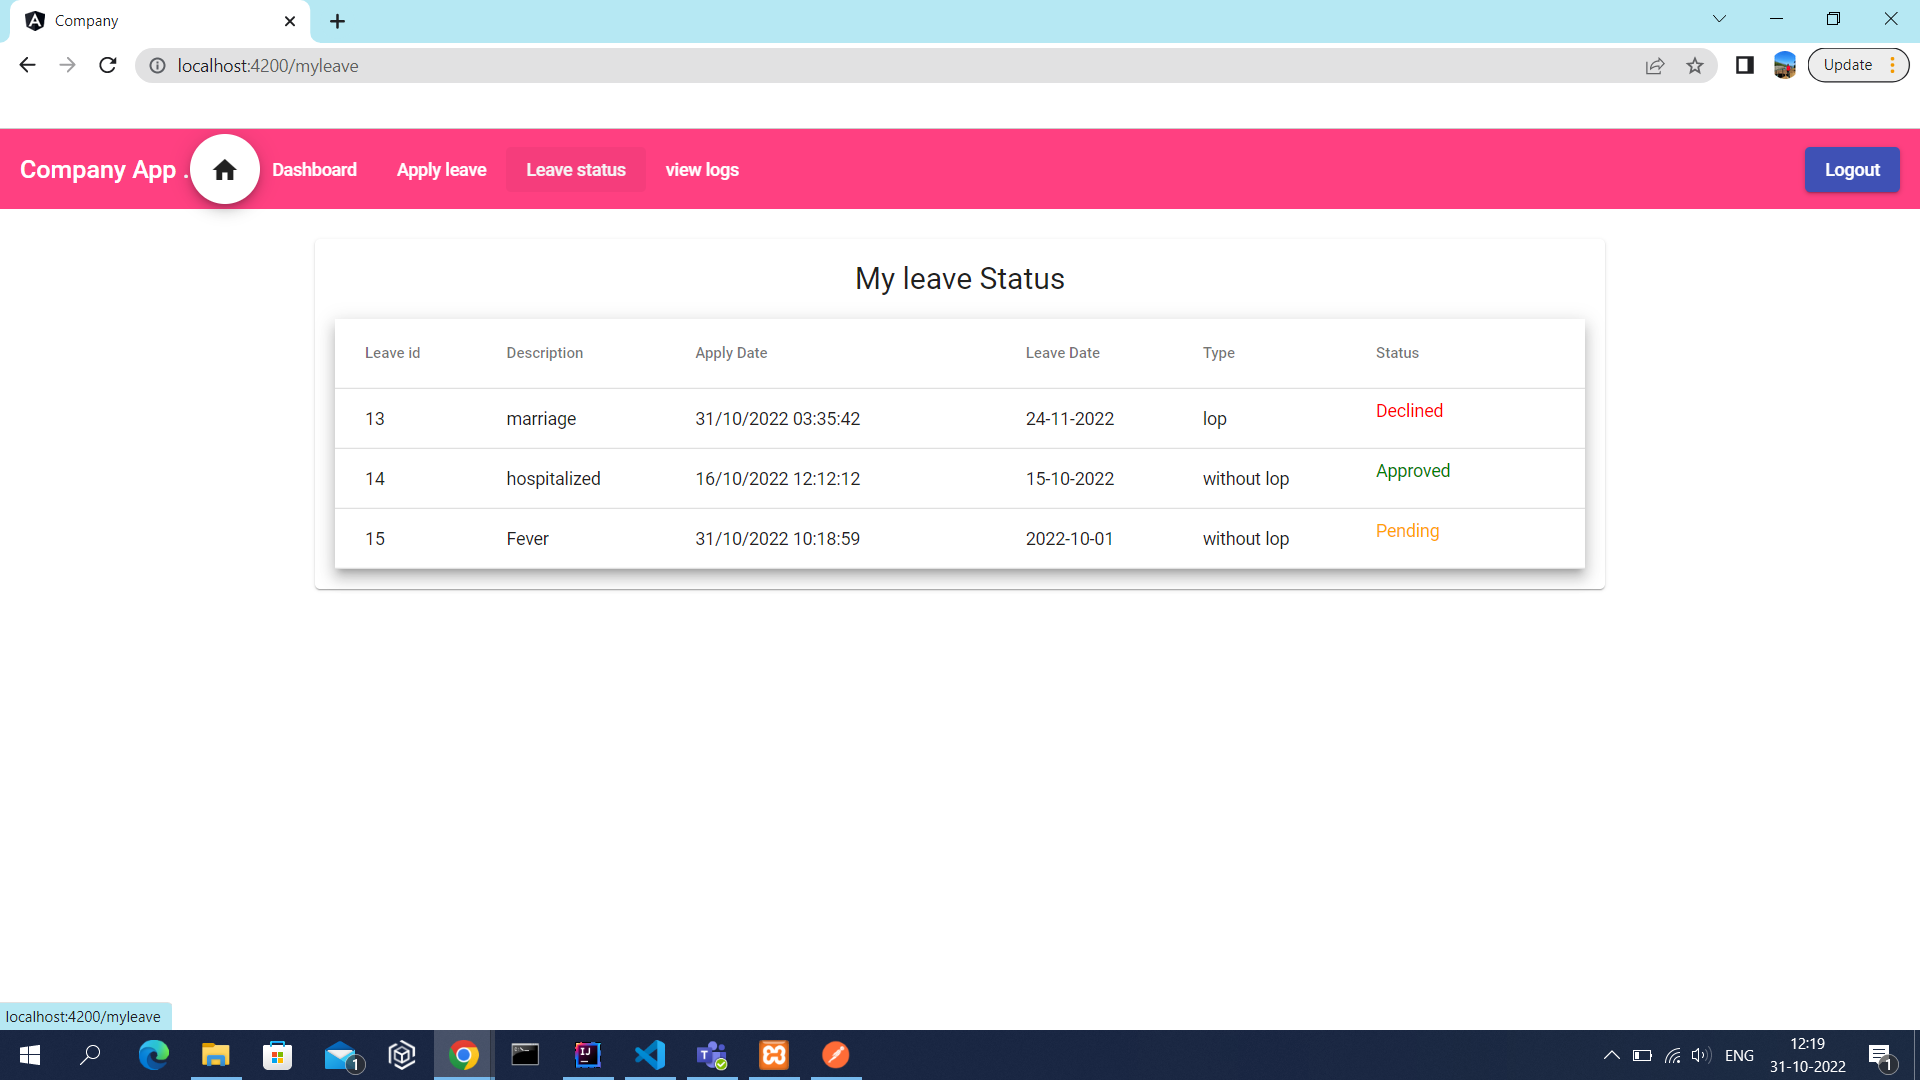 Company
localhost:4200/myleave
Update
Company App .
Dashboard
Apply leave
Leave status
view logs
Logout
My leave Status
Leave id Description Apply Date Leave Date Type Status
13 marriage 31/10/2022 03:35:42 24-11-2022 lop Declined
14 hospitalized 16/10/2022 12:12:12 15-10-2022 without lop Approved
15 Fever 31/10/2022 10:18:59 2022-10-01 without lop Pending
localhost:4200/myleave
1
IJ
T
ENG
12:19
31-10-2022
1